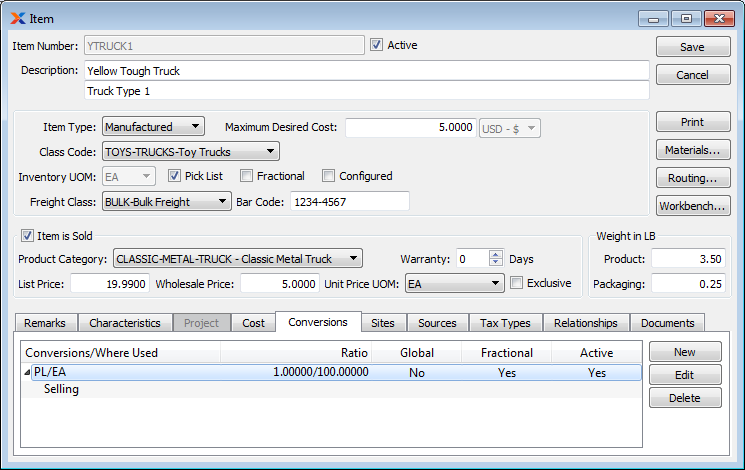 Item
Item Number: YTRUCK1 Active Save
Description: Yellow Tough Truck Cancel
Truck Type 1
Item Type: Manufactured Maximum Desired Cost: 5.0000 USD - $ Print
Class Code: TOYS-TRUCKS-Toy Trucks Materials...
Inventory UOM: EA Pick List Fractional Configured Routing...
Freight Class: BULK-Bulk Freight Bar Code: 1234-4567 Workbench...
Item is Sold Weight in LB
Product Category: CLASSIC-METAL-TRUCK - Classic Metal Truck Warranty: 0 Days Product: 3.50
List Price: 19.9900 Wholesale Price: 5.0000 Unit Price UOM: EA Exclusive Packaging: 0.25
Remarks Characteristics Project Cost Conversions Sites Sources Tax Types Relationships Documents
Conversions/Where Used Ratio Global Fractional Active New
PL/EA 1.00000/100.00000 No Yes Yes Edit
Selling Delete